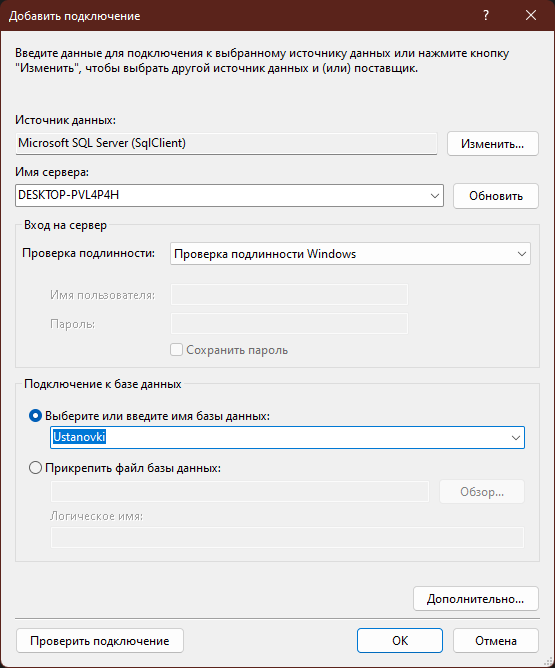 Добавить подключение
?
Введите данные для подключения к выбранному источнику данных или нажмите кнопку
"Изменить", чтобы выбрать другой источник данных и (или) поставщик.
Источник данных:
Microsoft SQL Server (SqlClient)
Изменить...
Имя сервера:
DESKTOP-PVL4P4H
Обновить
Вход на сервер
Проверка подлинности:
Проверка подлинности Windows
Имя пользователя:
Пароль:
Сохранить пароль
Подключение к базе данных
Выберите или введите имя базы данных:
Ustanovki
Прикрепить файл базы данных:
Обзор...
Логическое имя:
Дополнительно...
Проверить подключение
ОК
Отмена